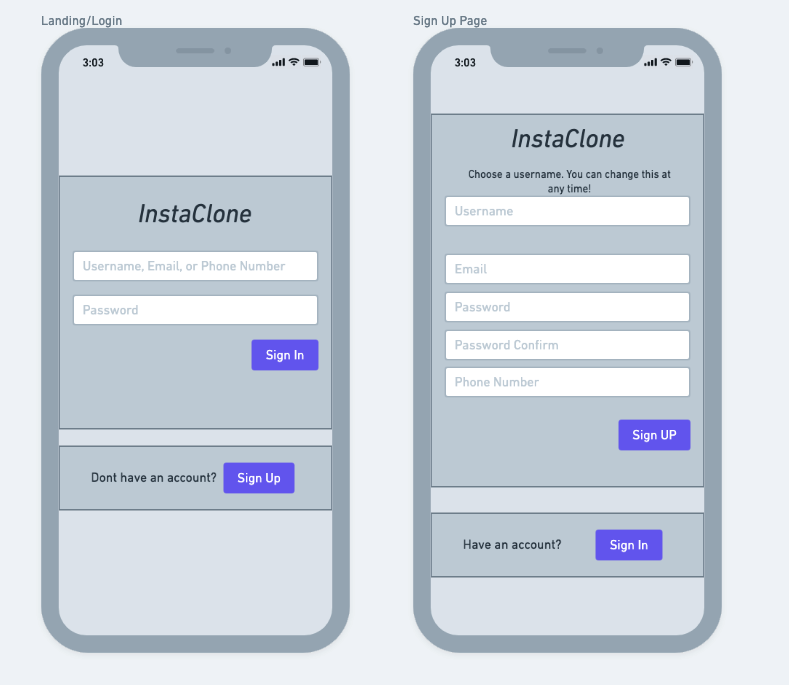 Landing/Login
3:03
InstaClone
Username, Email, or Phone Number
Password
Sign In
Dont have an account?
Sign Up
Sign Up Page
3:03
InstaClone
Choose a username. You can change this at
any time!
Username
Email
Password
Password Confirm
Phone Number
Sign UP
Have an account?
Sign In